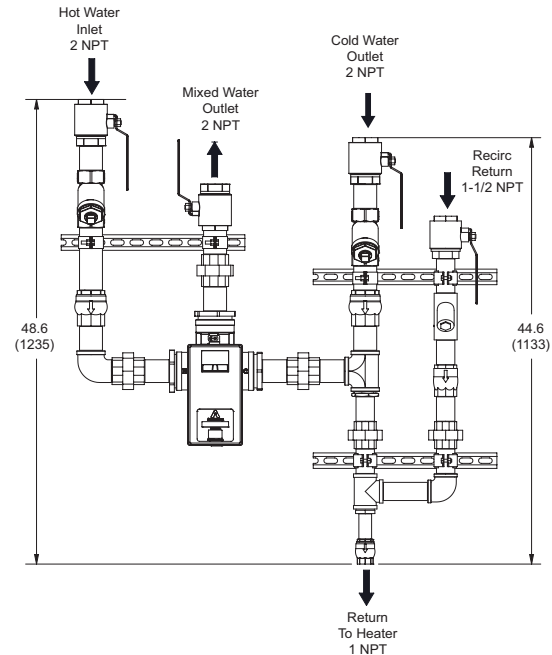 Hot Water
Inlet
2 NPT
Mixed Water
Outlet
2 NPT
Cold Water
Outlet
2 NPT
Recirc
Return
1-1/2 NPT
48.6
(1235)
44.6
(1133)
Return
To Heater
1 NPT